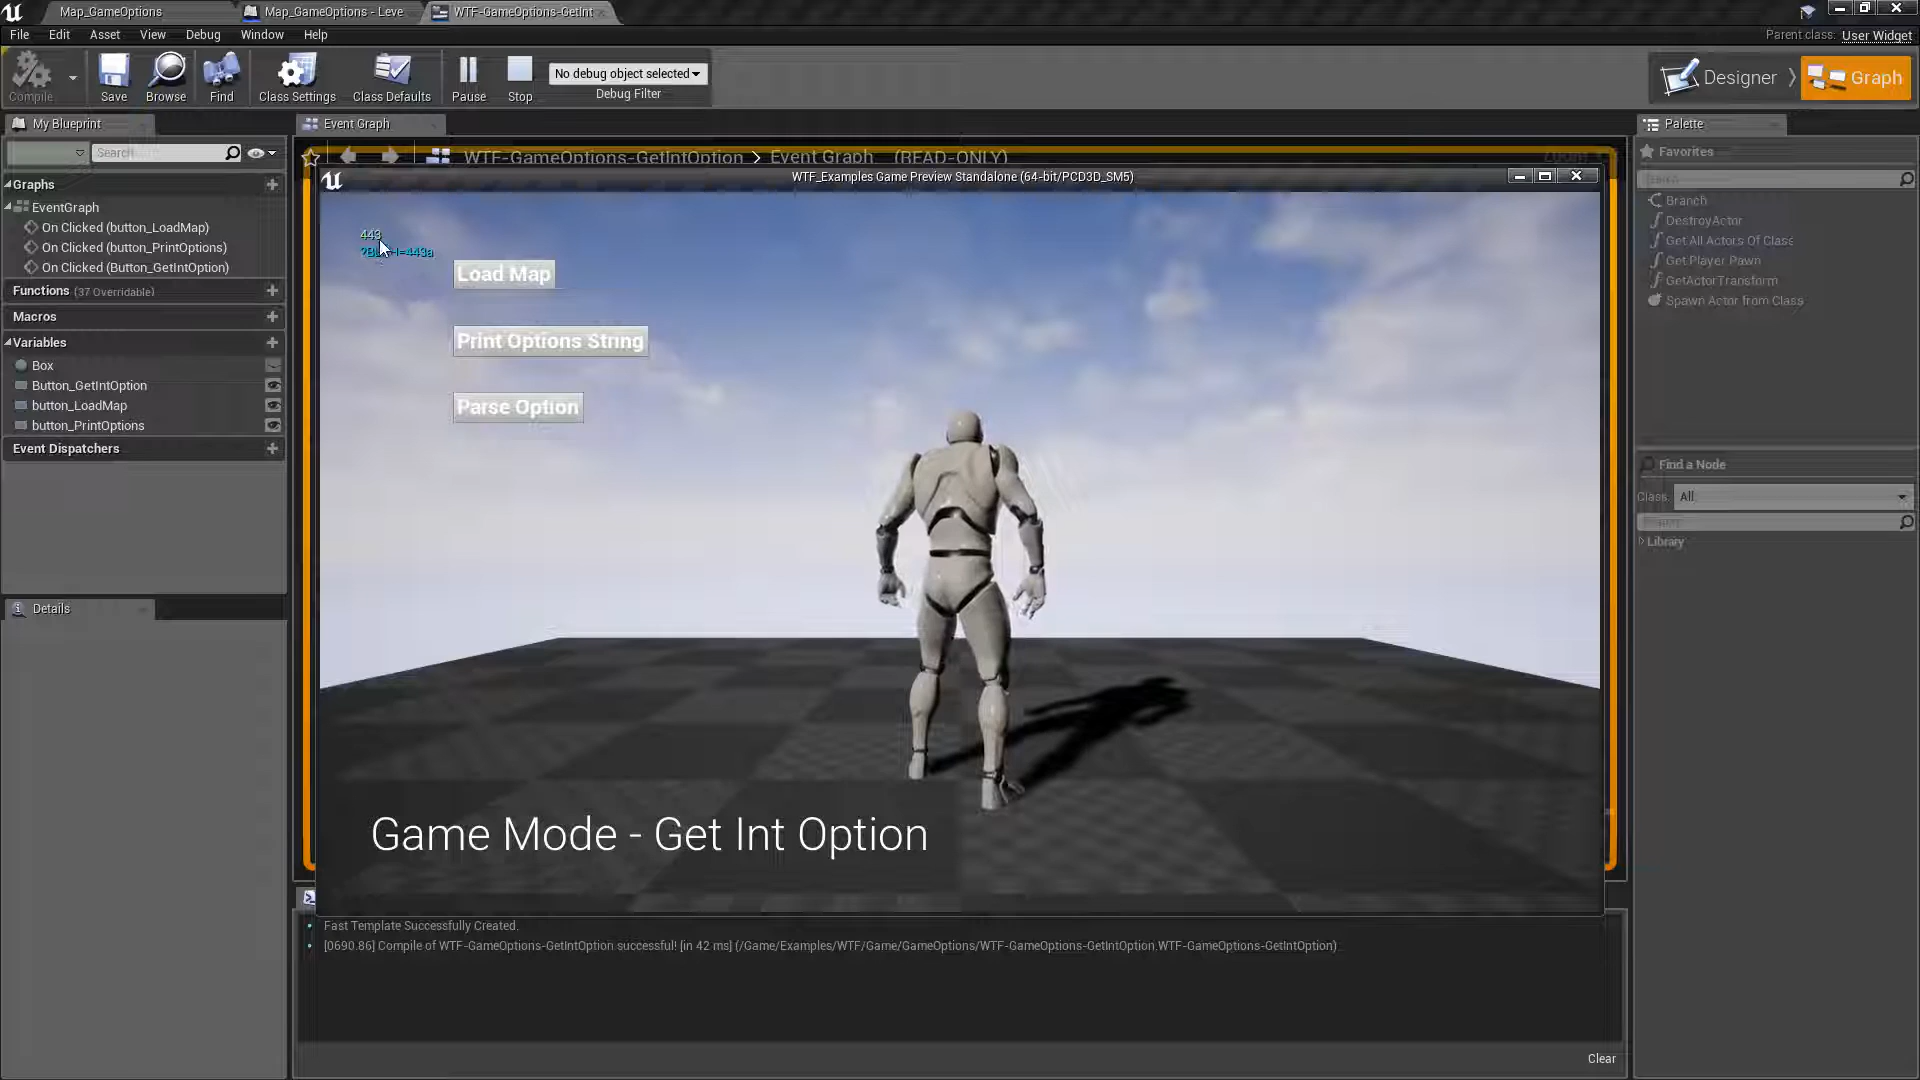 Map_GameOptions
Map_GameOptions - Leve
WTF-GameOptions-GetInt
File Edit Asset View Debug Window Help
Parent class: User Widget
Compile
Save
Browse
Find
Class Settings
Class Defaults
Pause
Stop
No debug object selected
Debug Filter
Designer
Graph
My Blueprint
Event Graph
Palette
Search
WTF-GameOptions-GetIntOption > Event Graph (READ-ONLY)
Favorites
WTF_Examples Game Preview Standalone (64-bit/PCD3D_SM5)
Graphs
EventGraph
On Clicked (button_LoadMap)
On Clicked (button_PrintOptions)
On Clicked (Button_GetIntOption)
Functions (37 Overridable)
Macros
Variables
Box
Button_GetIntOption
button_LoadMap
button_PrintOptions
Event Dispatchers
Details
Branch
DestroyActor
Get All Actors Of Class
Get Player Pawn
GetActorTransform
Spawn Actor from Class
Find a Node
Class: All
Library
443
Load Map
Print Options String
Parse Option
Game Mode - Get Int Option
Fast Template Successfully Created.
[0690.86] Compile of WTF-GameOptions-GetIntOption successful! [in 42 ms] (/Game/Examples/WTF/Game/GameOptions/WTF-GameOptions-GetIntOption.WTF-GameOptions-GetIntOption)
Clear